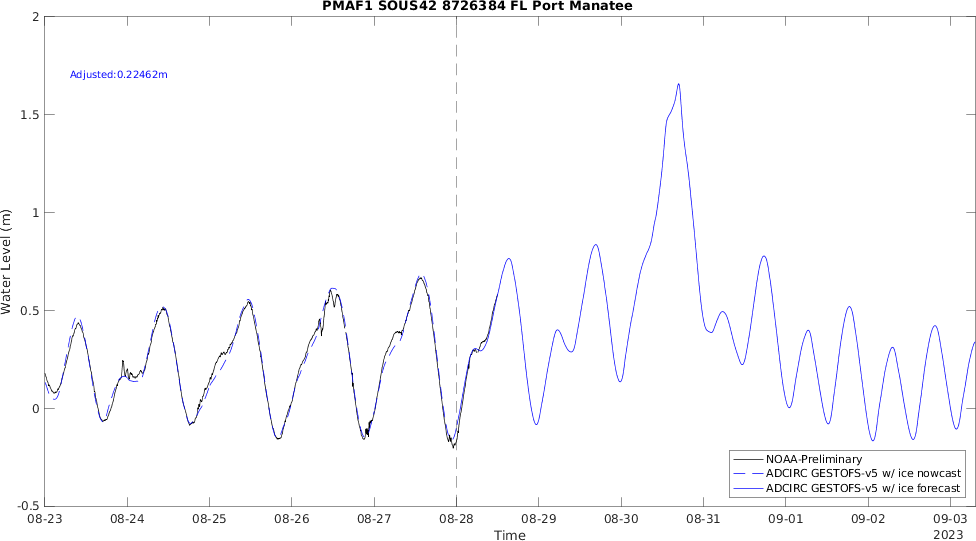 PMAF1 SOUS42 8726384 FL Port Manatee
2
Adjusted:0.22462m
1.5
1
Water Level (m)
0.5
0
NOAA-Preliminary
ADCIRC GESTOFS-v5 w/ ice nowcast
ADCIRC GESTOFS-v5 w/ ice forecast
-0.5
08-23 08-24 08-25 08-26 08-27 08-28 08-29 08-30 08-31 09-01 09-02 09-03
Time 2023